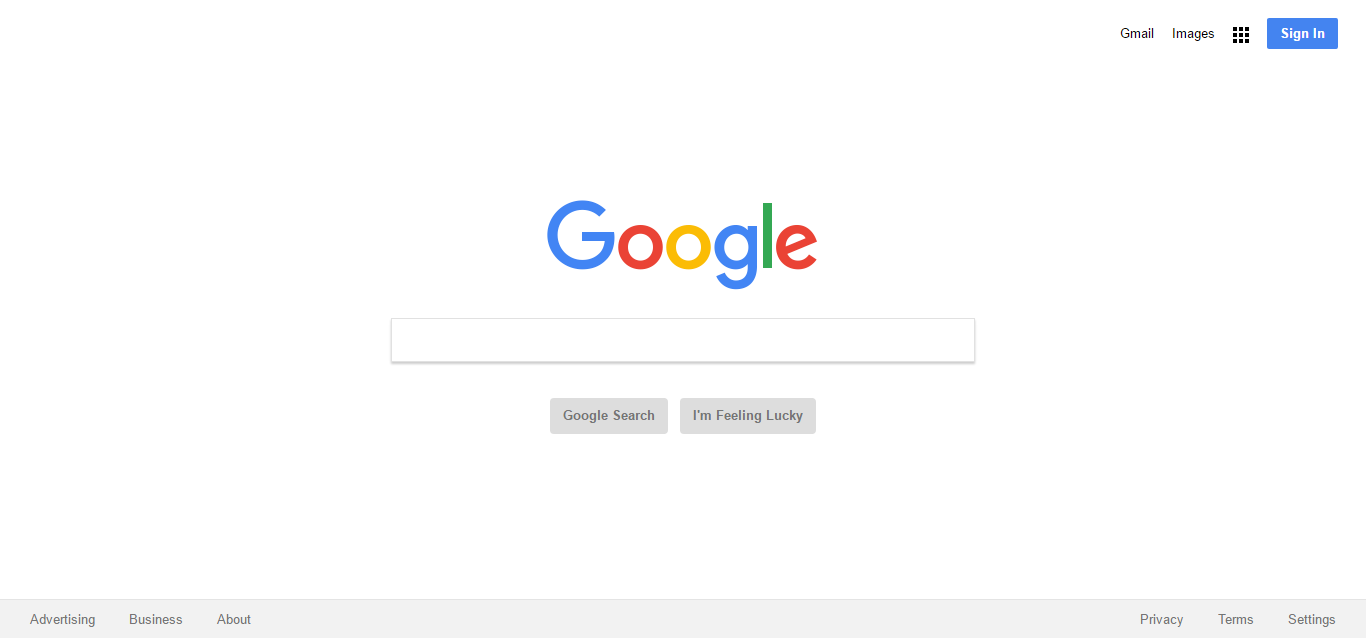 Gmail Images Sign In
Google
Google Search I'm Feeling Lucky
Advertising Business About Privacy Terms Settings